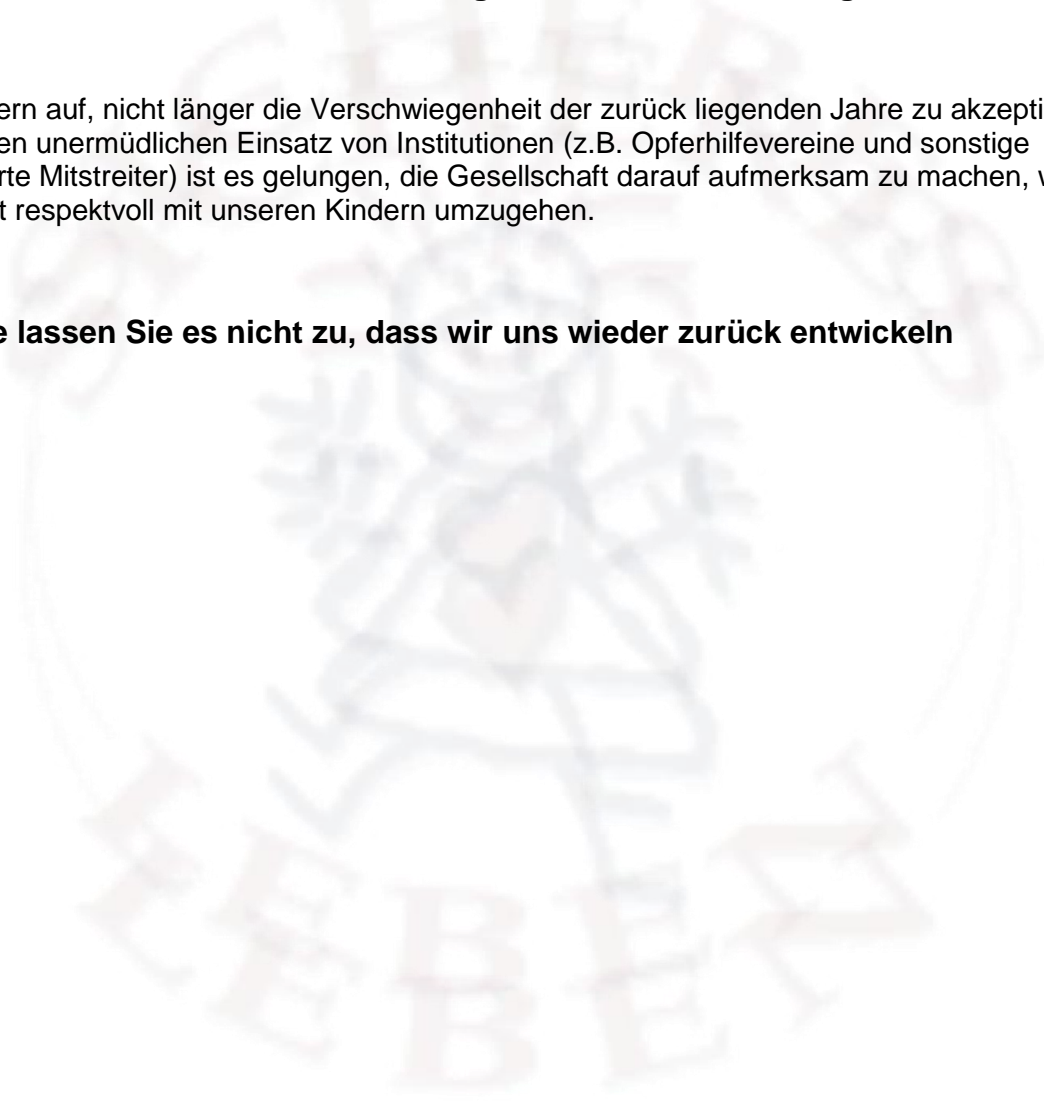 ern auf, nicht länger die Verschwiegenheit der zurück liegenden Jahre zu akzepti
en unermüdlichen Einsatz von Institutionen (z.B. Opferhilfevereine und sonstige
rte Mitstreiter) ist es gelungen, die Gesellschaft darauf aufmerksam zu machen, w
t respektvoll mit unseren Kindern umzugehen.
e lassen Sie es nicht zu, dass wir uns wieder zurück entwickeln
SICHERES
LEBEN